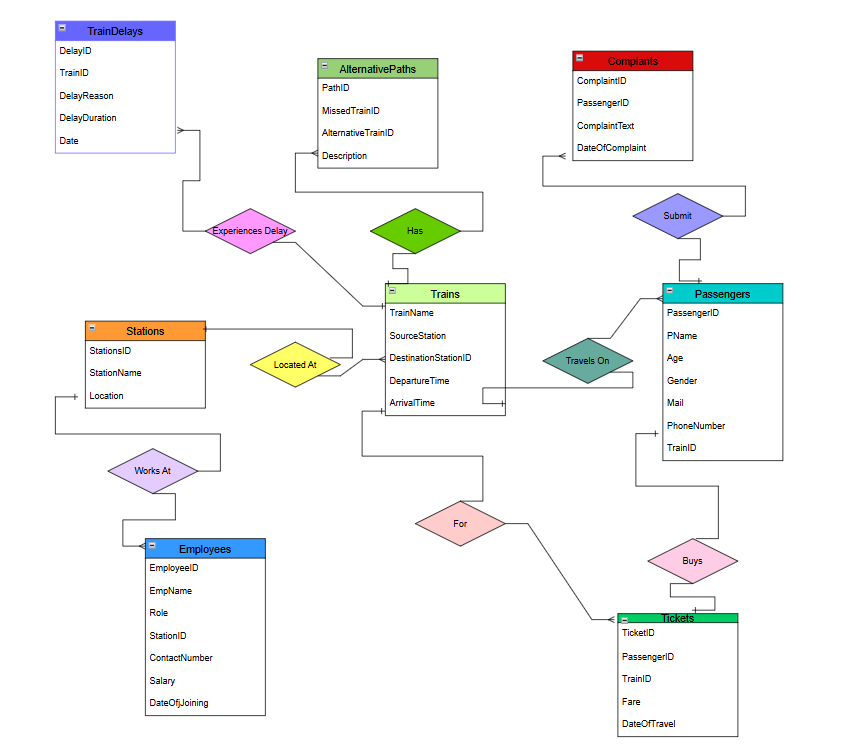 TrainDelays
DelayID
TrainID
DelayReason
DelayDuration
Date
AlternativePaths
PathID
MissedTrainID
AlternativeTrainID
Description
Complants
ComplaintID
PassengerID
ComplaintText
DateOfComplaint
Experiences Delay
Has
Submit
Trains
TrainName
SourceStation
DestinationStationID
DepartureTime
ArrivalTime
Passengers
PassengerID
PName
Age
Gender
Mail
PhoneNumber
TrainID
Stations
StationsID
StationName
Location
Located At
Travels On
Works At
For
Buys
Employees
EmployeeID
EmpName
Role
StationID
ContactNumber
Salary
DateOfjJoining
Tickets
TicketID
PassengerID
TrainID
Fare
DateOfTravel